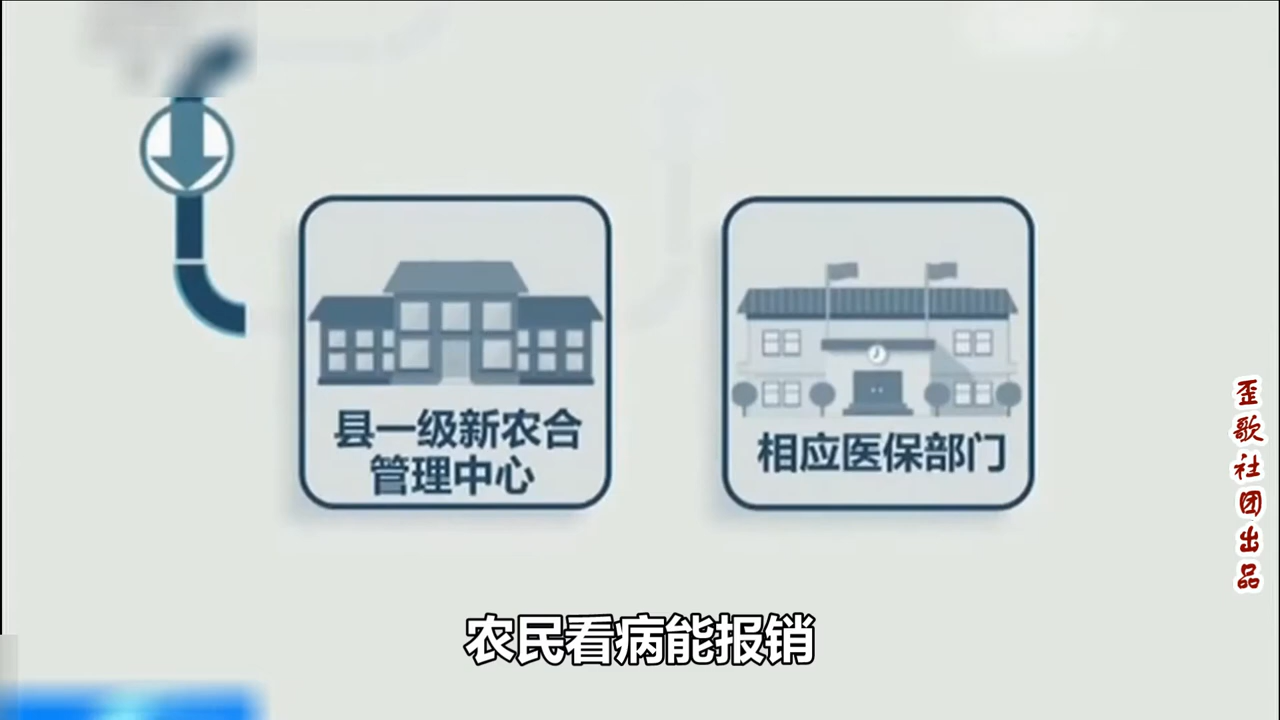 县一级新农合
管理中心
相应医保部门
歪歌社团出品
农民看病能报销